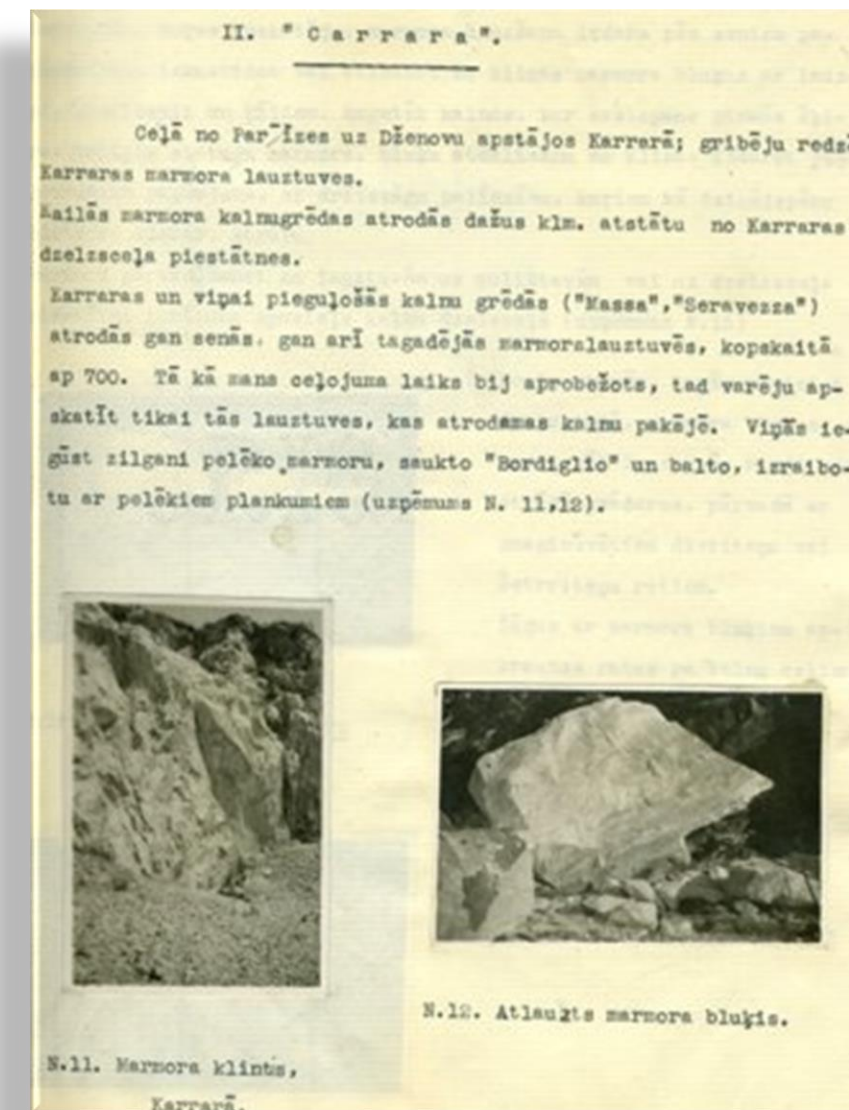 II. "Carrara".
Ceļā no Parīzes uz Dženovu apstājos Karrarā; gribēju redz
Karraras marmora lauztuves.
Kailās marmora kalnugrēdas atrodās dažus klm. atstātu no Karraras
dzelzsceļa piestātnes.
Karraras un viņai pieguļošās kalnu grēdās ("Massa","Seravezza")
atrodās gan senās, gan arī tagadējās marmoralauztuvēs, kopskaitā
ap 700. Tā kā mans ceļojuma laiks bij aprobežots, tad varēju ap-
skatīt tikai tās lauztuves, kas atrodamas kalnu pakājē. Viņās ie-
gūst zilgani pelēko marmoru, saukto "Bordiglio" un balto, izraibo-
tu ar pelēkiem plankumiem (uzņēmums N. 11,12).
N.12. Atlauzts marmora bluķis.
N.11. Marmora klintis,
Karrarā.